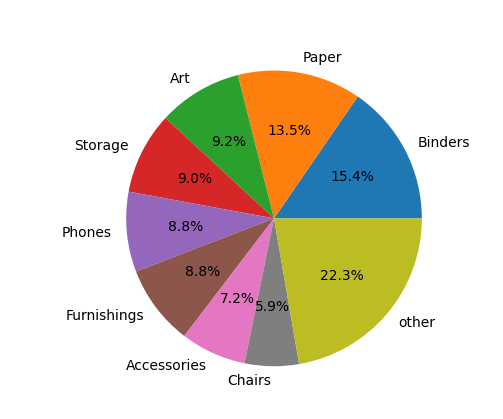 Paper
Art
13.5%
Binders
9.2%
Storage
15.4%
9.0%
8.8%
Phones
8.8%
22.3%
7.2%
5.9%
Furnishings
other
Accessories
Chairs